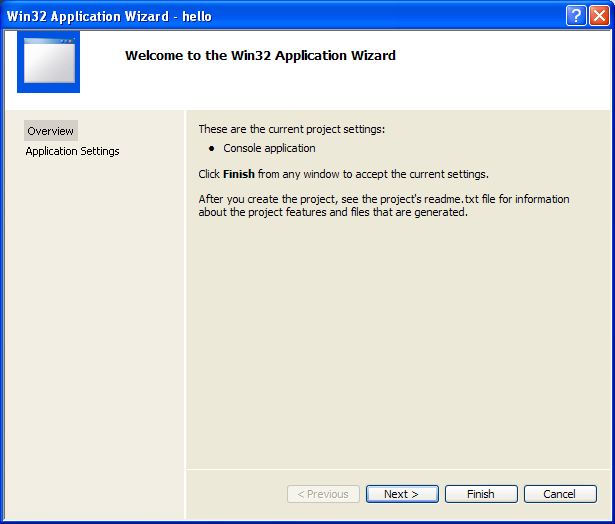 Win32 Application Wizard - hello
?
Welcome to the Win32 Application Wizard
Overview
Application Settings
These are the current project settings:
• Console application
Click Finish from any window to accept the current settings.
After you create the project, see the project's readme.txt file for information
about the project features and files that are generated.
< Previous
Next >
Finish
Cancel